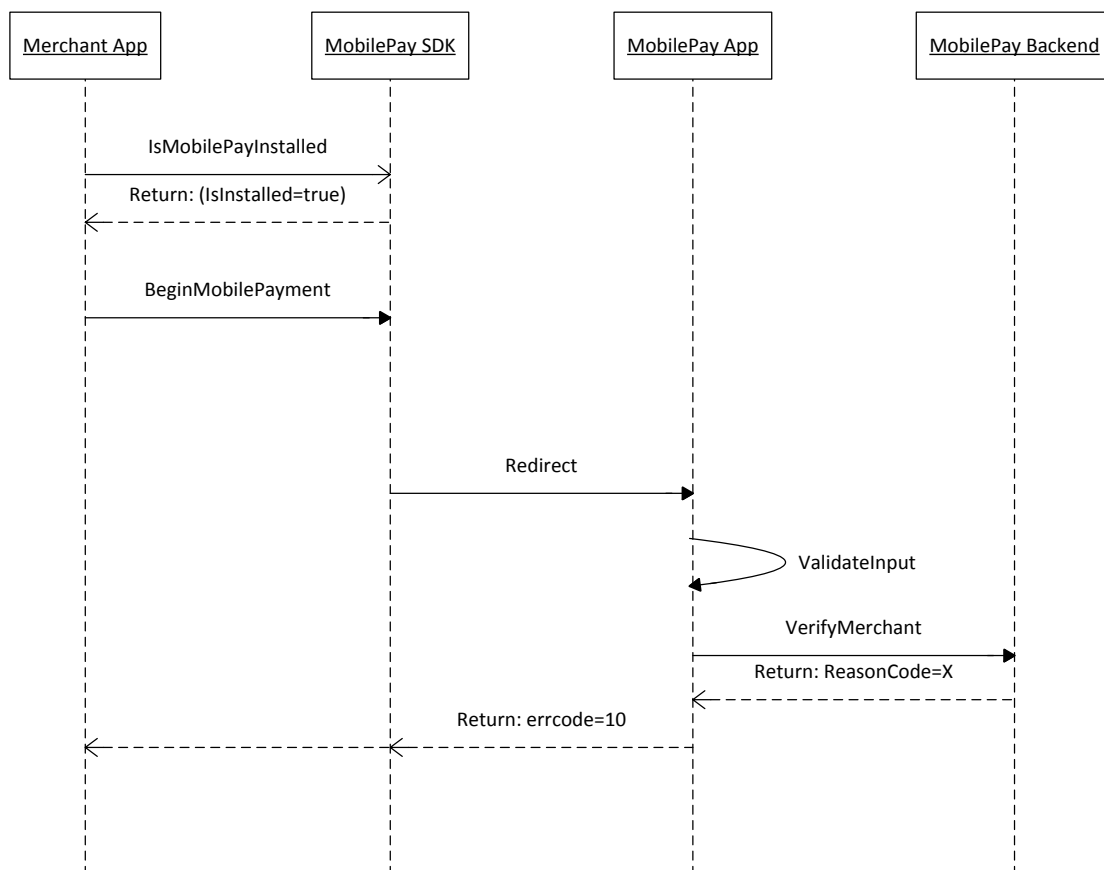 Merchant App
MobilePay SDK
MobilePay App
MobilePay Backend
IsMobilePayInstalled
Return: (IsInstalled=true)
BeginMobilePayment
Redirect
ValidateInput
VerifyMerchant
Return: ReasonCode=X
Return: errcode=10